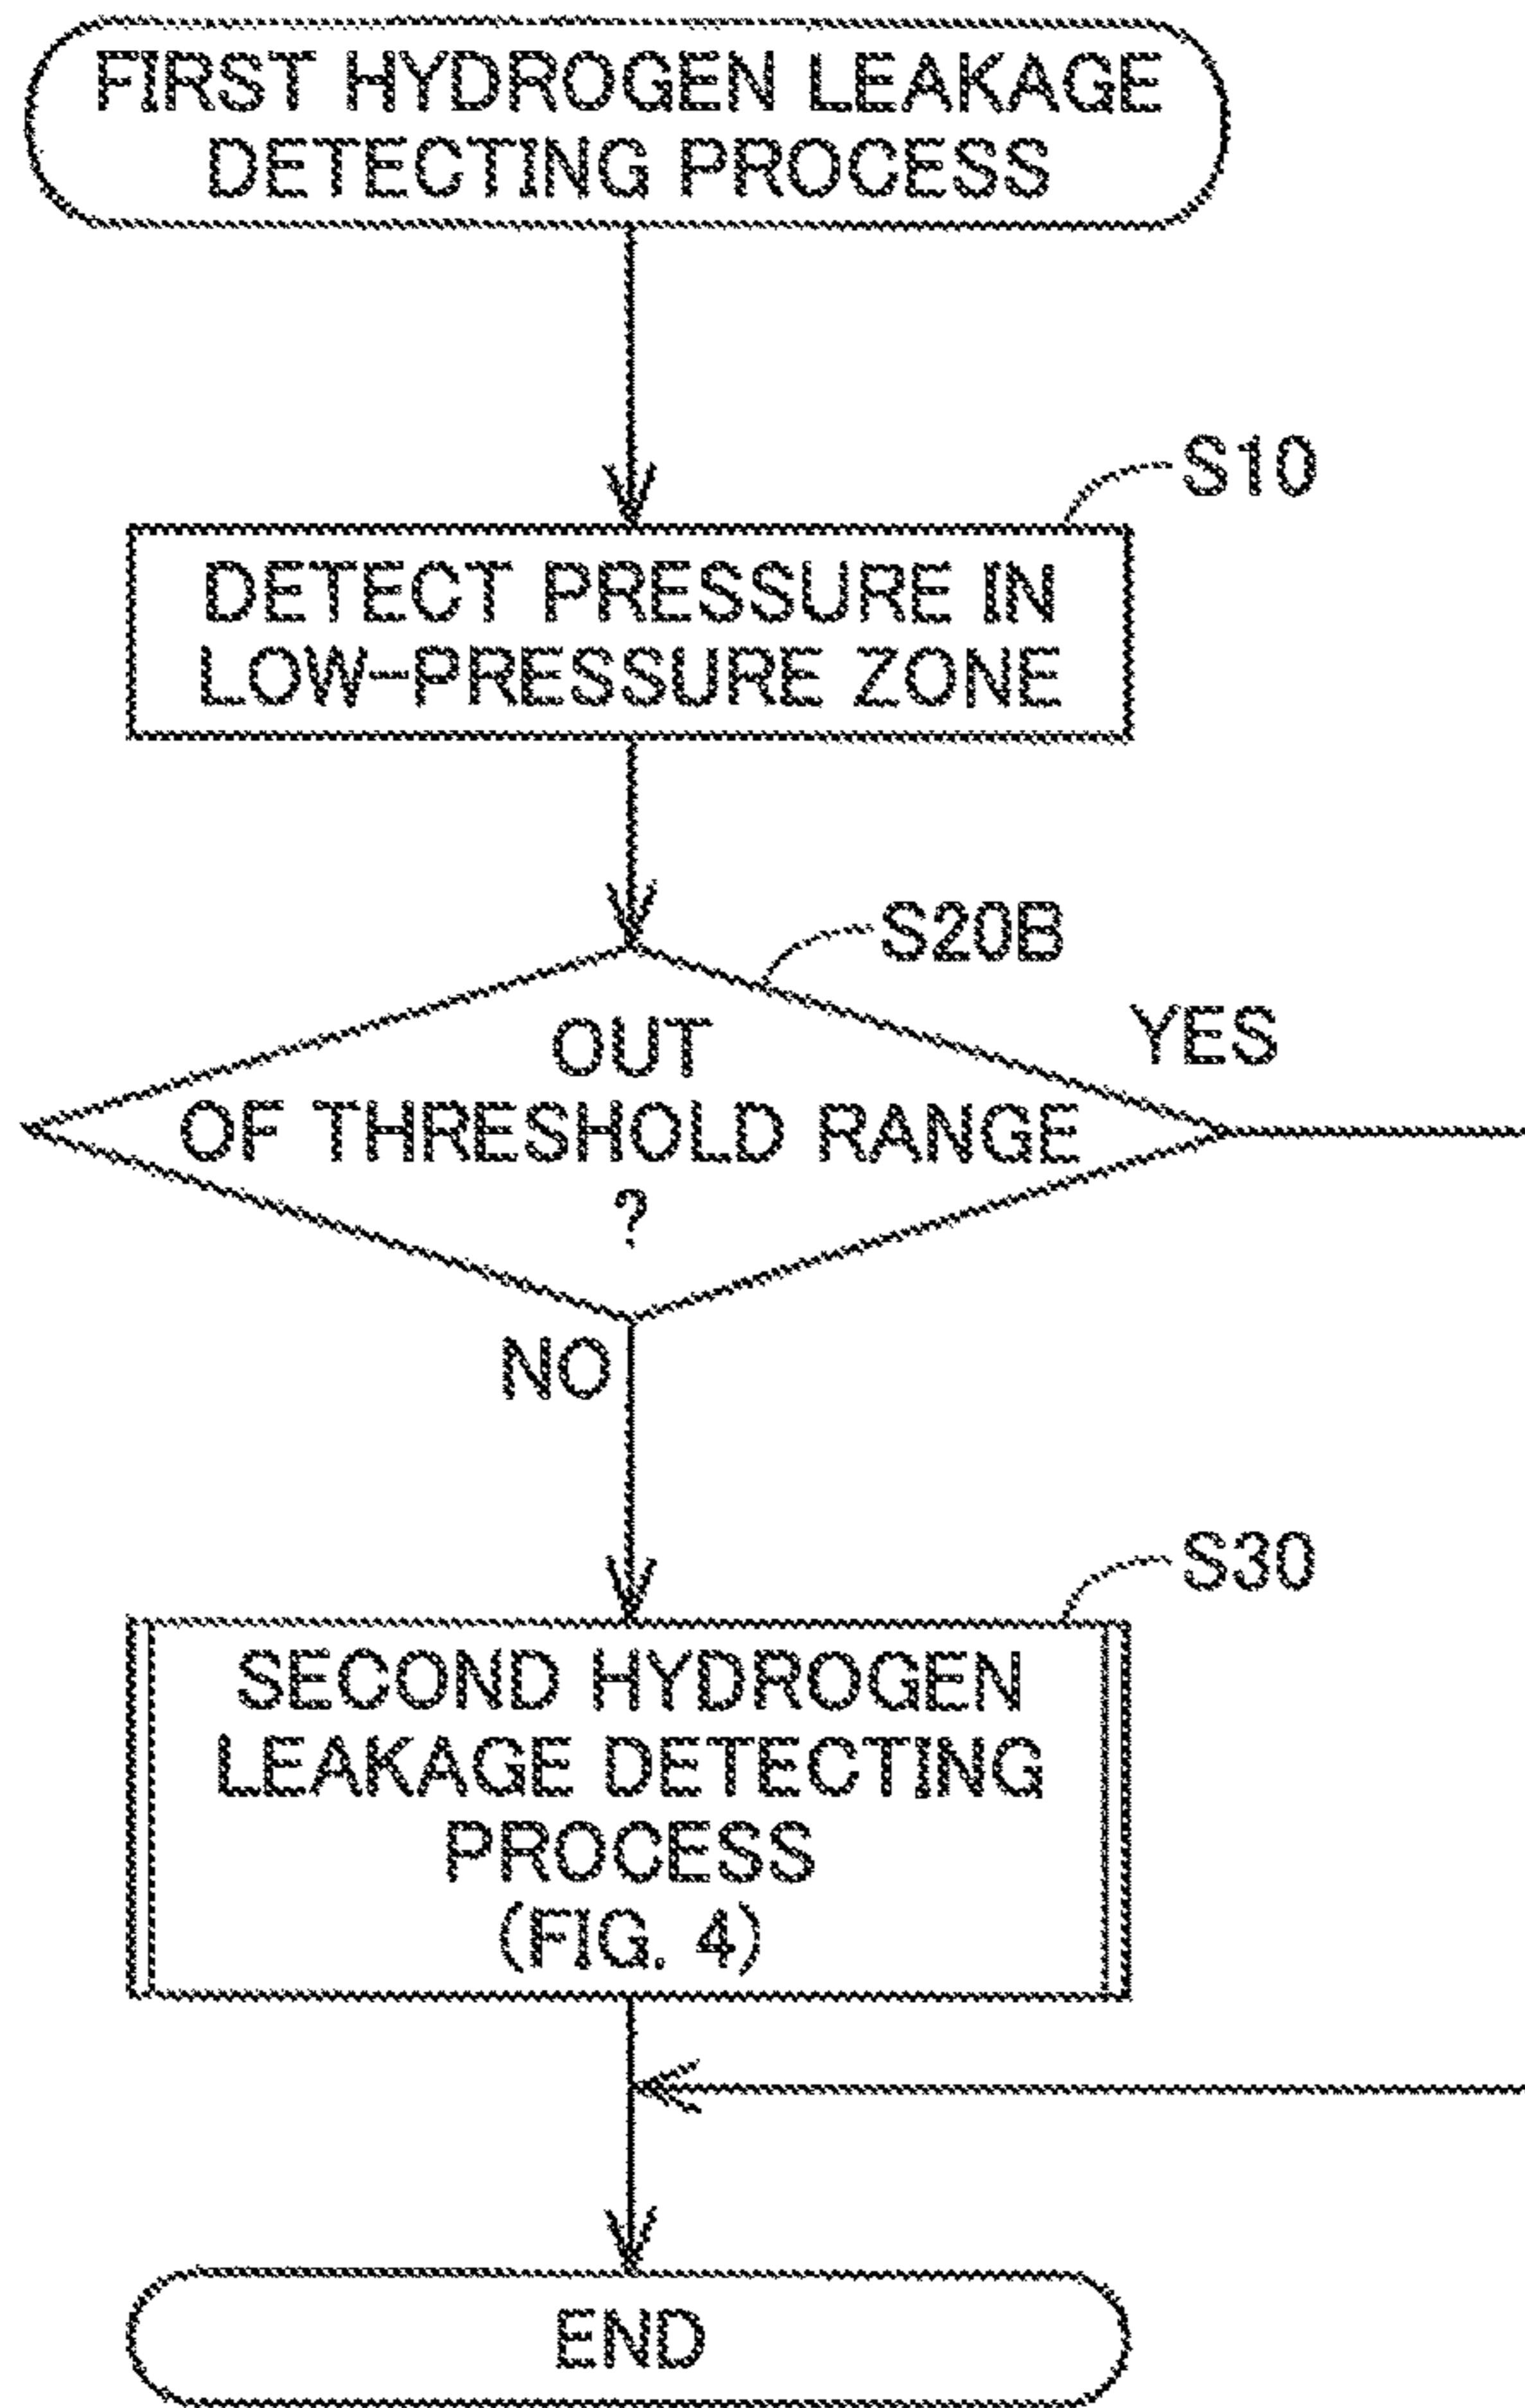 FIRST HYDROGEN LEAKAGE
DETECTING PROCESS
S10
DETECT PRESSURE IN
LOW-PRESSURE ZONE
S20B
YES
OUT
OF THRESHOLD RANGE
?
NO
S30
SECOND HYDROGEN
LEAKAGE DETECTING
PROCESS
(FIG. 4)
END